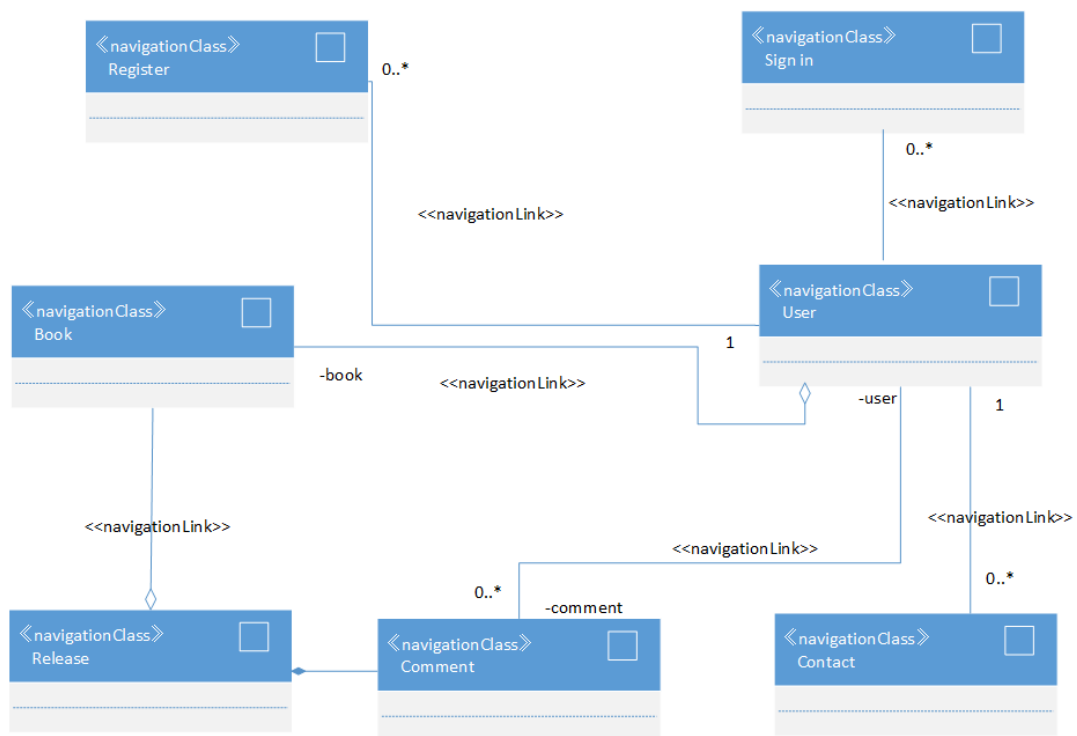 《navigationClass》
Register
0..*
《navigationClass》
Sign in
0..*
<<navigationLink>>
<<navigationLink>>
《navigationClass》
Book
-book
<<navigationLink>>
《navigationClass》
User
1
-user
1
<<navigationLink>>
<<navigationLink>>
<<navigationLink>>
0..*
-comment
0..*
《navigationClass》
Release
《navigationClass》
Comment
《navigationClass》
Contact